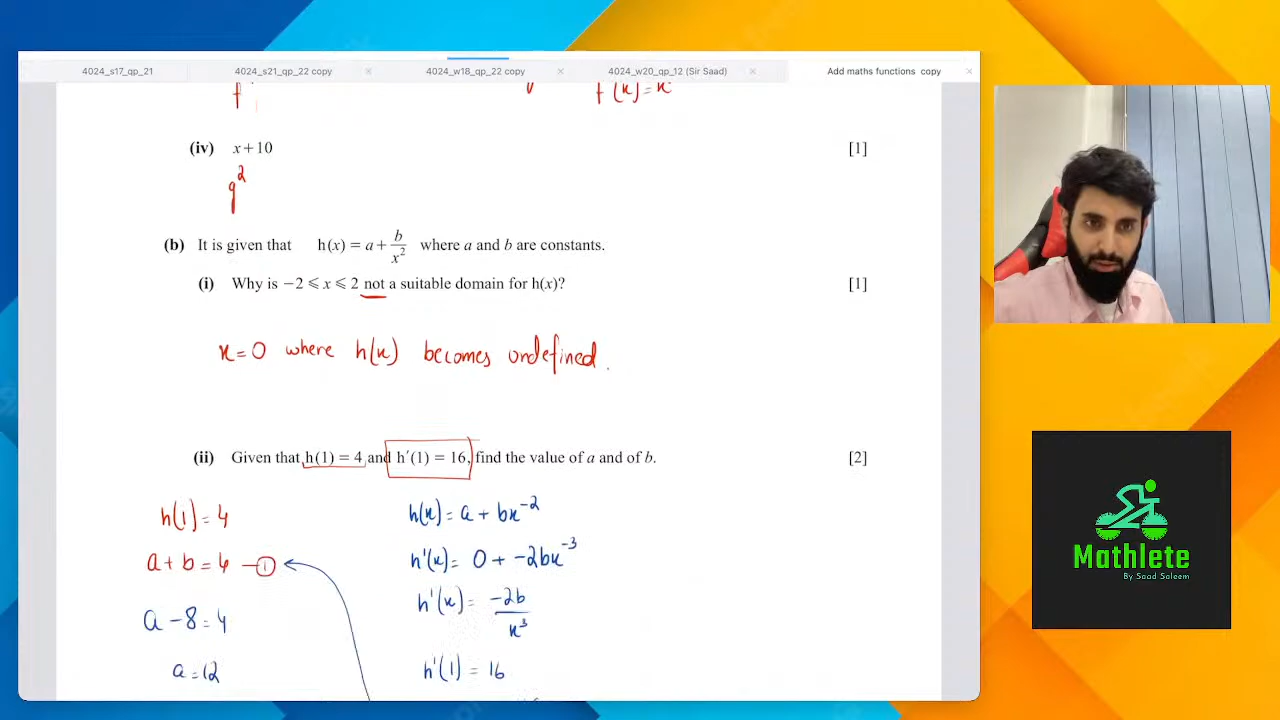 4024_s17_qp_21 4024_s21_qp_22 copy × 4024_w18_qp_22 copy × 4024_w20_qp_12 (Sir Saad) × Add maths functions copy ×
f f(x) = x
(iv) x + 10 [1]
g²
(b) It is given that h(x) = a + b/x² where a and b are constants.
(i) Why is −2 ⩽ x ⩽ 2 not a suitable domain for h(x)? [1]
x = 0 where h(x) becomes undefined.
(ii) Given that h(1) = 4 and h′(1) = 16, find the value of a and of b. [2]
h(1) = 4 h(x) = a + bx⁻²
a + b = 4 —① h'(x) = 0 + -2bx⁻³
a − 8 = 4 h'(x) = -2b/x³
a = 12 h'(1) = 16
Mathlete
By Saad Saleem